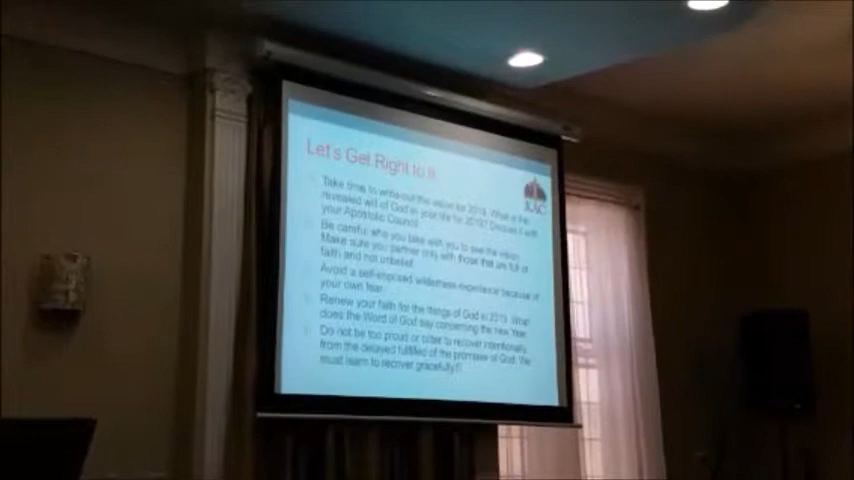 Let's Get Right to It
KAC
Take time to write out the vision for 2019. What is the
revealed will of God in your life for 2019? Discuss it with
your Apostolic Council.
Be careful who you take with you to see the vision.
Make sure you partner only with those that are full of
faith and not unbelief.
Avoid a self-imposed wilderness experience because of
your own fear.
Renew your faith for the things of God in 2019. What
does the Word of God say concerning the new Year
Do not be too proud or bitter to recover intentionally
from the delayed fulfilled of the promises of God. We
must learn to recover gracefully!!